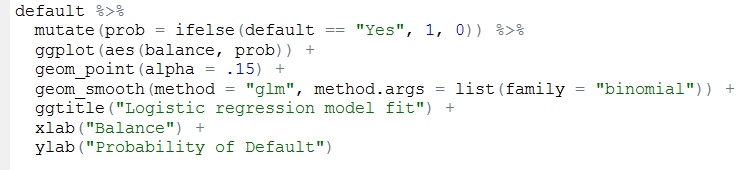 default %>%
  mutate(prob = ifelse(default == "Yes", 1, 0)) %>%
  ggplot(aes(balance, prob)) +
  geom_point(alpha = .15) +
  geom_smooth(method = "glm", method.args = list(family = "binomial")) +
  ggtitle("Logistic regression model fit") +
  xlab("Balance") +
  ylab("Probability of Default")